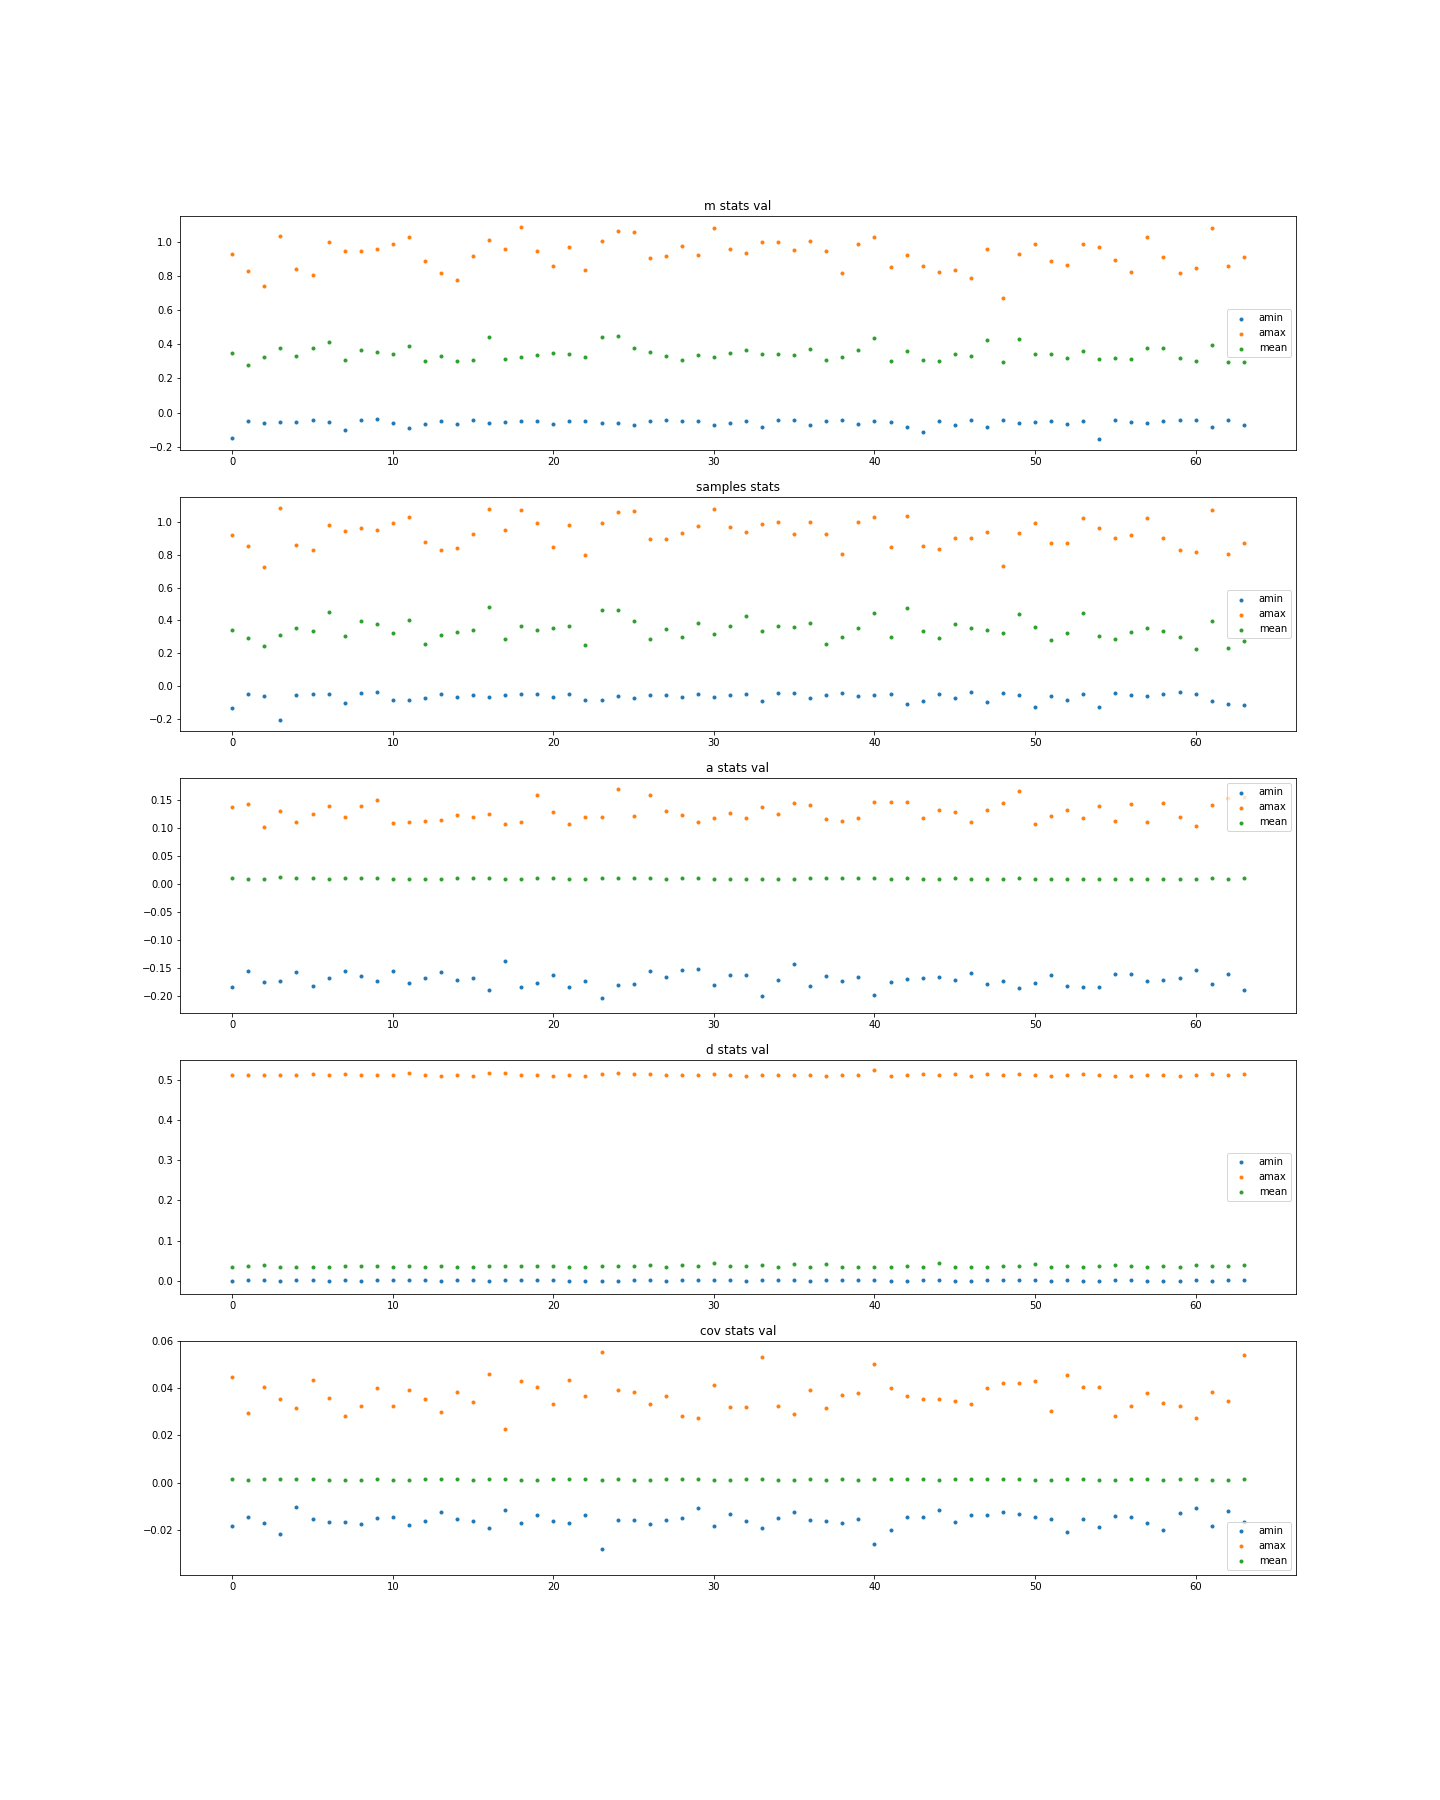 m stats val
1.0
0.8
0.6
0.4
0.2
0.0
−0.2
amin
amax
mean
0 10 20 30 40 50 60
samples stats
1.0
0.8
0.6
0.4
0.2
0.0
−0.2
amin
amax
mean
0 10 20 30 40 50 60
a stats val
0.15
0.10
0.05
0.00
−0.05
−0.10
−0.15
−0.20
amin
amax
mean
0 10 20 30 40 50 60
d stats val
0.5
0.4
0.3
0.2
0.1
0.0
amin
amax
mean
0 10 20 30 40 50 60
cov stats val
0.06
0.04
0.02
0.00
−0.02
amin
amax
mean
0 10 20 30 40 50 60